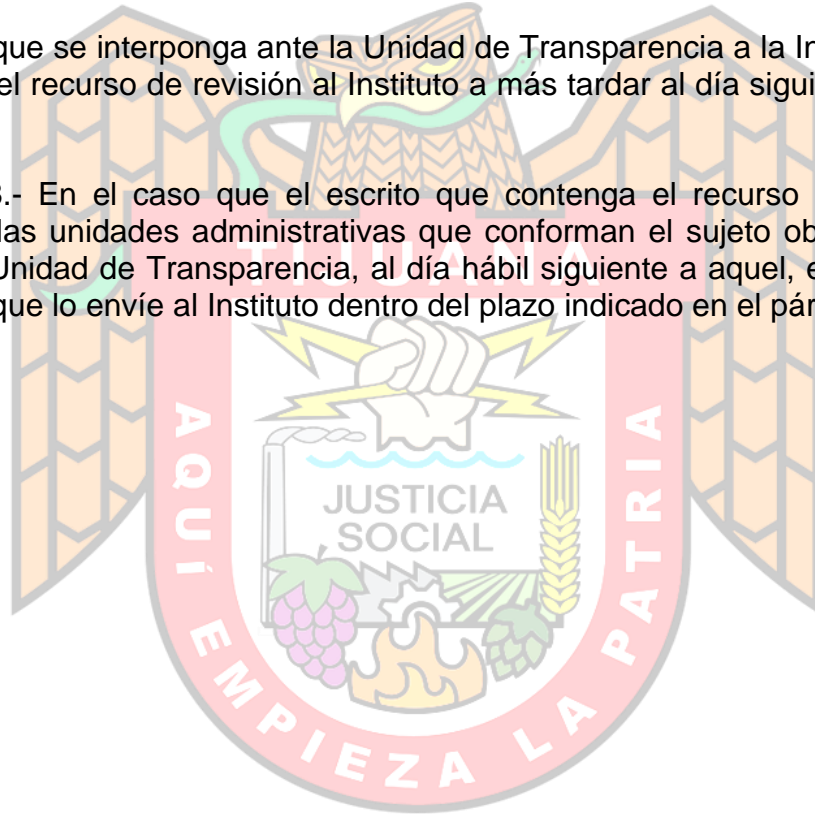 que se interponga ante la Unidad de Transparencia a la In
el recurso de revisión al Instituto a más tardar al día sigui
.- En el caso que el escrito que contenga el recurso
las unidades administrativas que conforman el sujeto ob
Unidad de Transparencia, al día hábil siguiente a aquel, e
que lo envíe al Instituto dentro del plazo indicado en el pár
TIJUANA
AQUÍ EMPIEZA LA PATRIA
JUSTICIA
SOCIAL